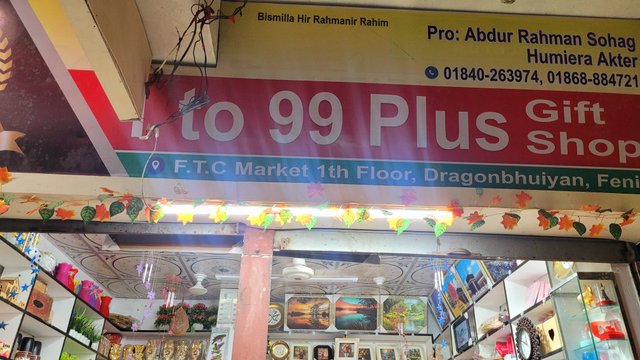 Bismilla Hir Rahmanir Rahim
Pro: Abdur Rahman Sohag
Humiera Akter
01840-263974, 01868-884721
1 to 99 Plus Gift Shop
F.T.C Market 1th Floor, Dragonbhuiyan, Feni